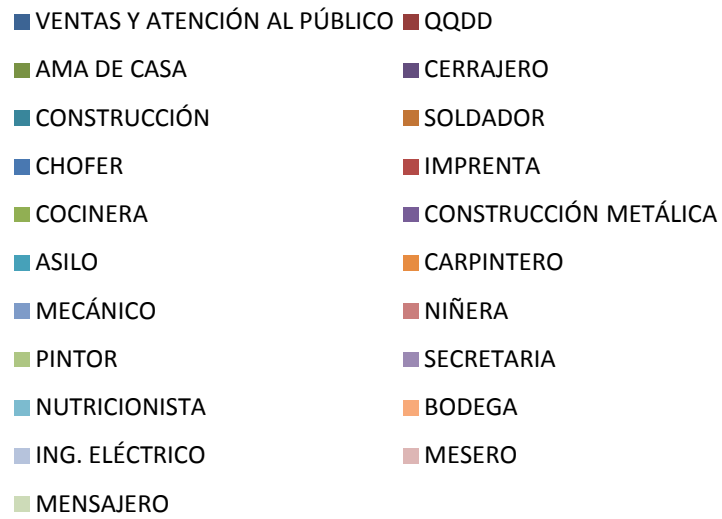 VENTAS Y ATENCIÓN AL PÚBLICO QQDD
AMA DE CASA CERRAJERO
CONSTRUCCIÓN SOLDADOR
CHOFER IMPRENTA
COCINERA CONSTRUCCIÓN METÁLICA
ASILO CARPINTERO
MECÁNICO NIÑERA
PINTOR SECRETARIA
NUTRICIONISTA BODEGA
ING. ELÉCTRICO MESERO
MENSAJERO